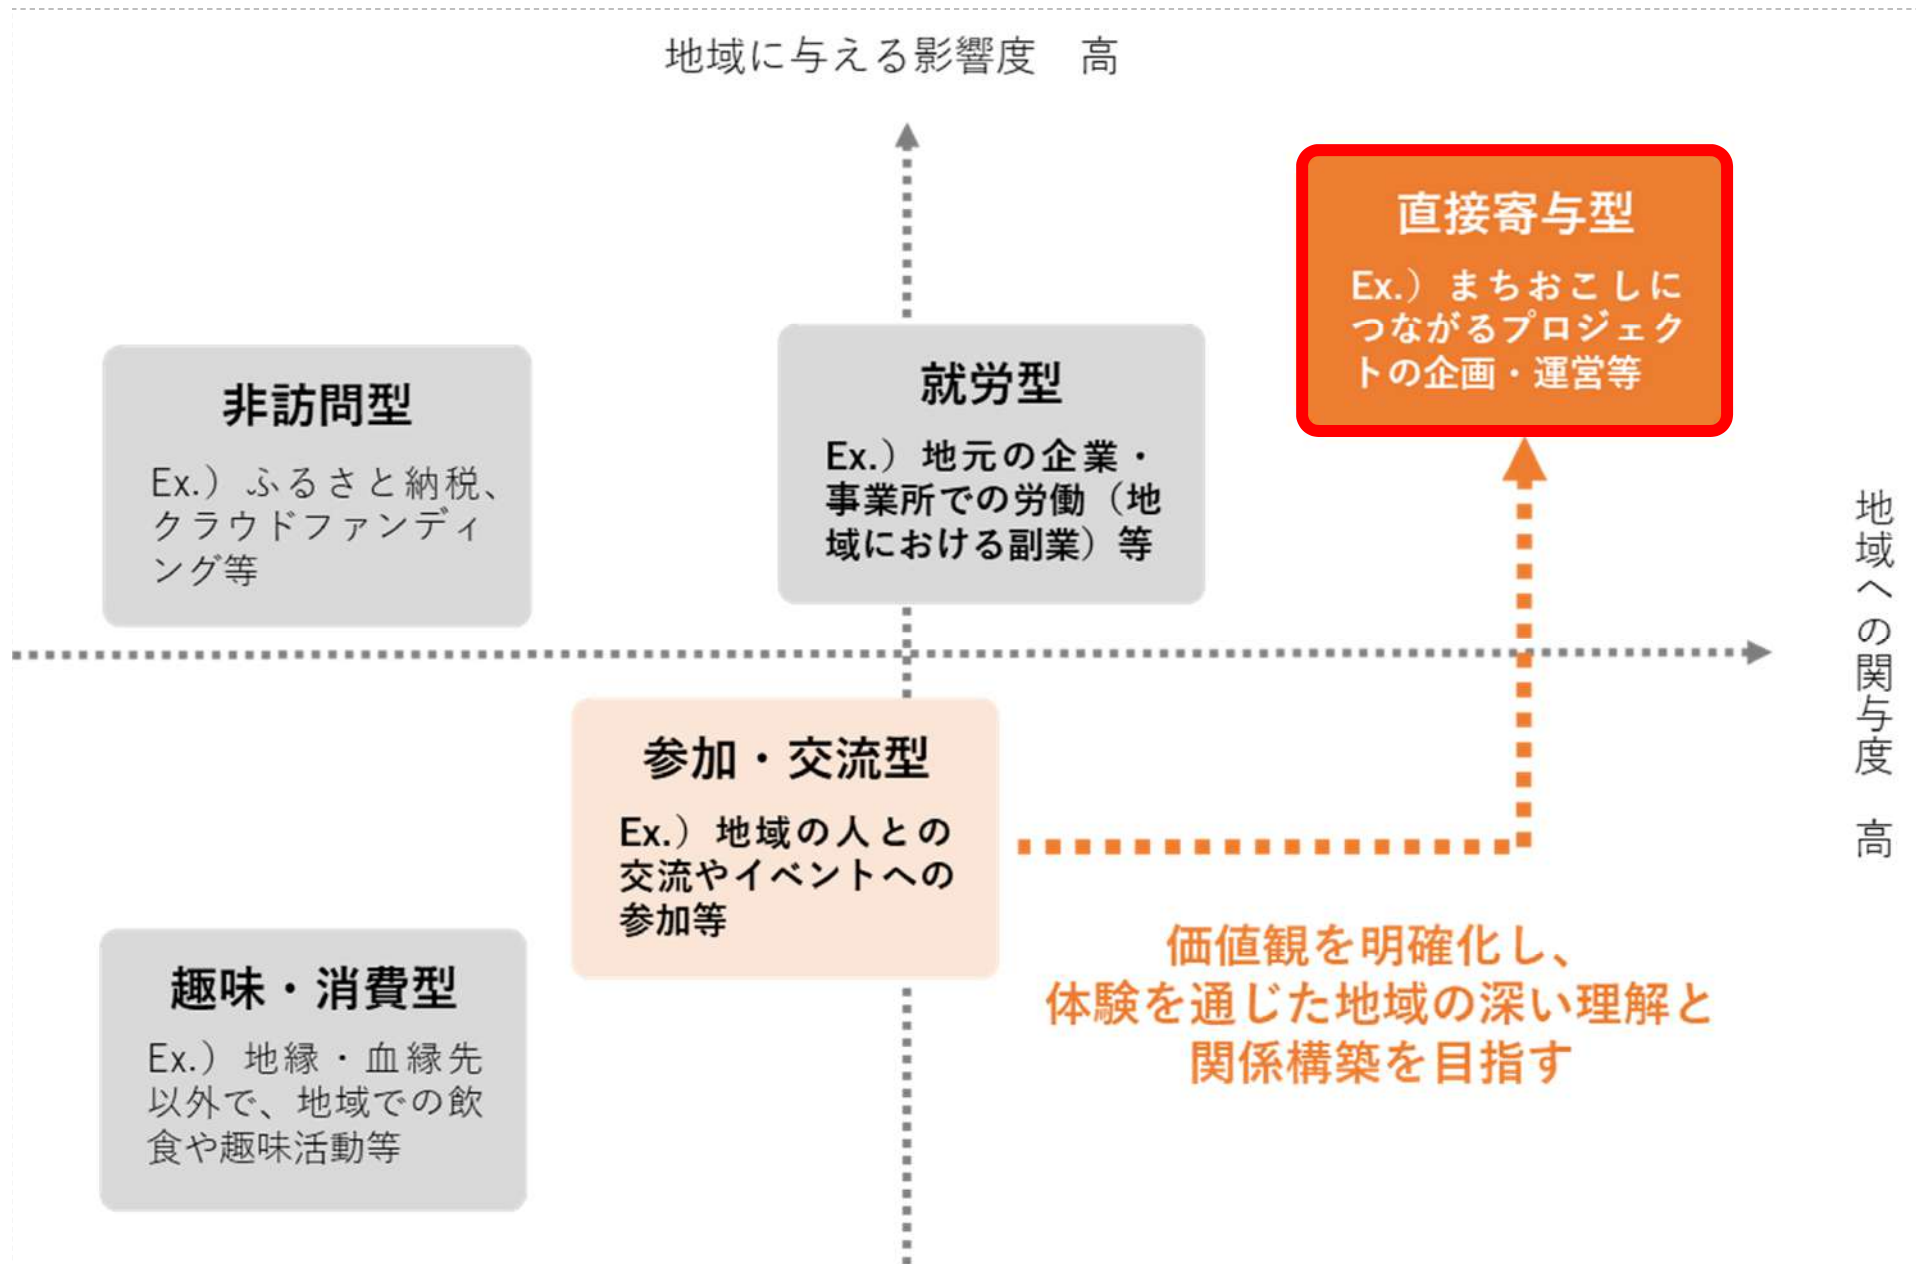 地域に与える影響度　高
直接寄与型
Ex.）まちおこしに
つながるプロジェク
トの企画・運営等
非訪問型
Ex.）ふるさと納税、
クラウドファンディ
ング等
就労型
Ex.）地元の企業・
事業所での労働（地
域における副業）等
地域への関与度　高
参加・交流型
Ex.）地域の人との
交流やイベントへの
参加等
価値観を明確化し、
体験を通じた地域の深い理解と
関係構築を目指す
趣味・消費型
Ex.）地縁・血縁先
以外で、地域での飲
食や趣味活動等